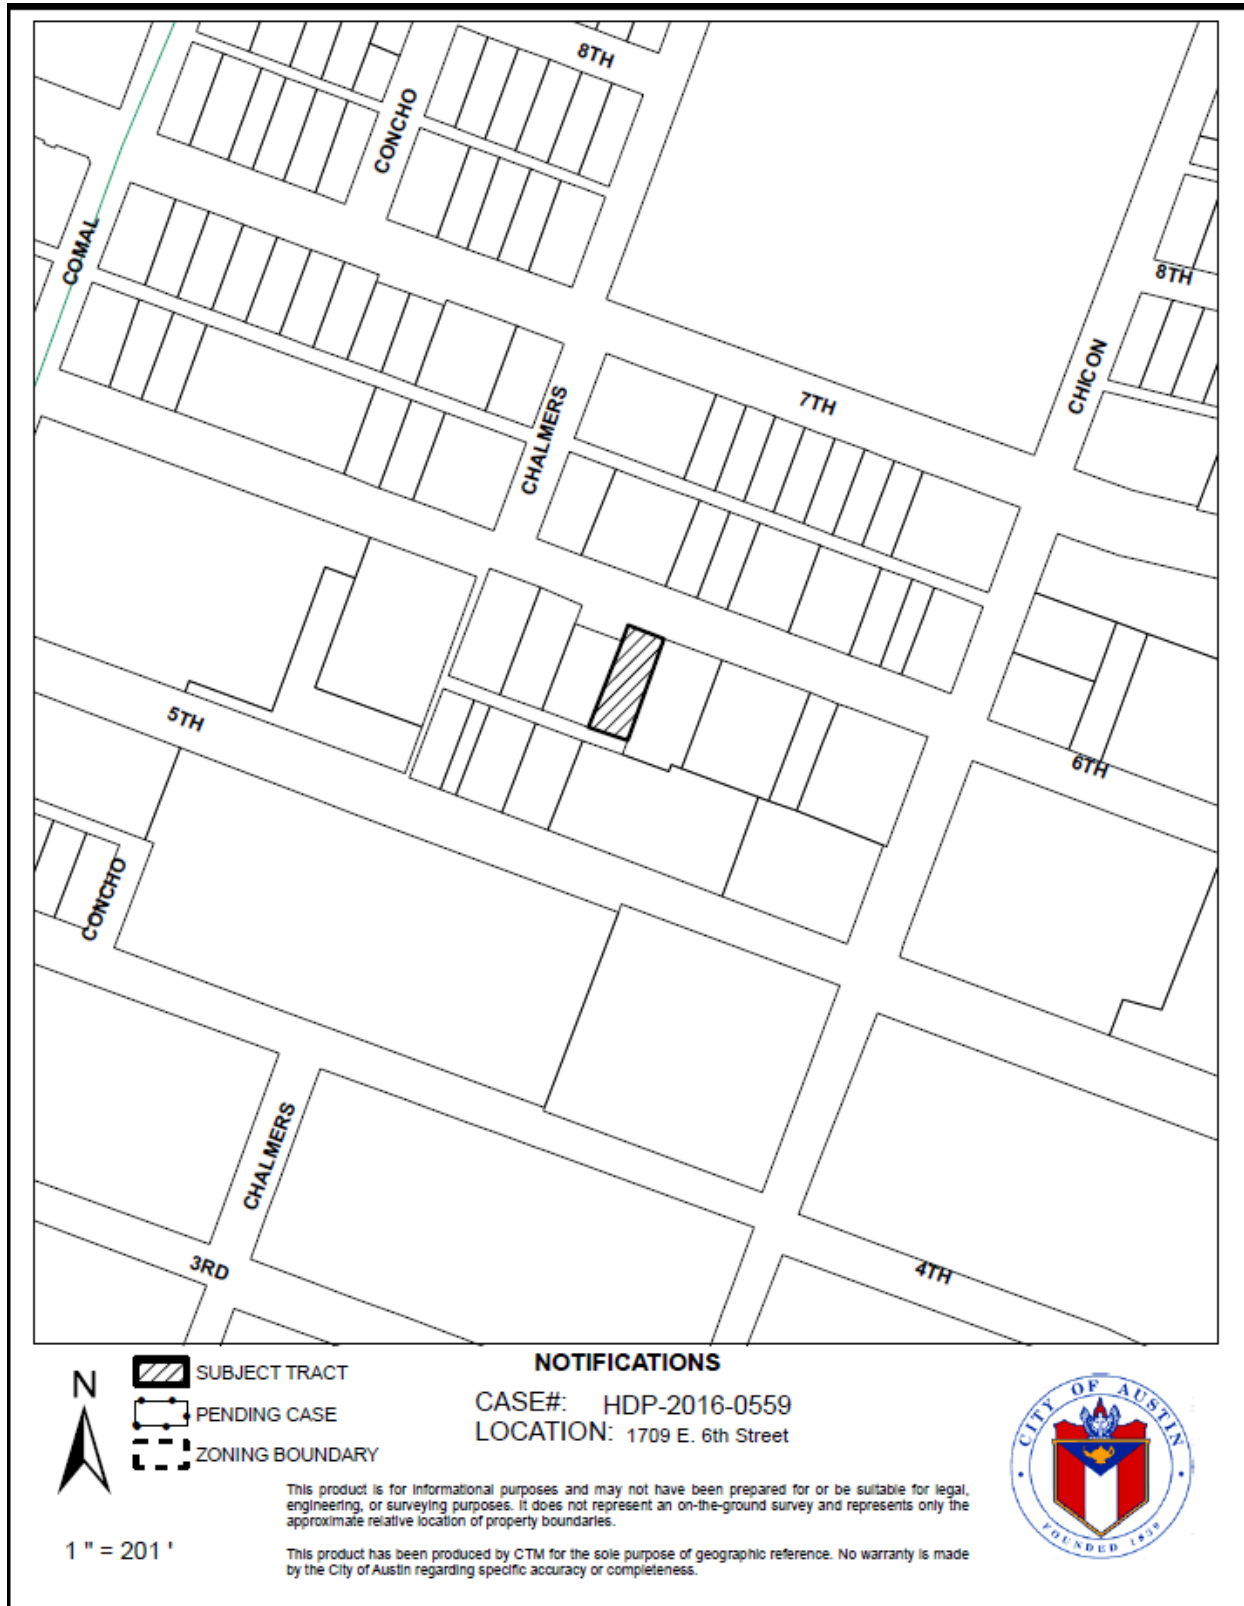 8TH
CONCHO
COMAL
8TH
CHICON
7TH
CHALMERS
5TH
6TH
CONCHO
CHALMERS
3RD
4TH
N
SUBJECT TRACT
PENDING CASE
ZONING BOUNDARY
1 " = 201 '
NOTIFICATIONS
CASE#: HDP-2016-0559
LOCATION: 1709 E. 6th Street
This product is for informational purposes and may not have been prepared for or be suitable for legal,
engineering, or surveying purposes. It does not represent an on-the-ground survey and represents only the
approximate relative location of property boundaries.
This product has been produced by CTM for the sole purpose of geographic reference. No warranty is made
by the City of Austin regarding specific accuracy or completeness.
CITY OF AUSTIN
FOUNDED 1839